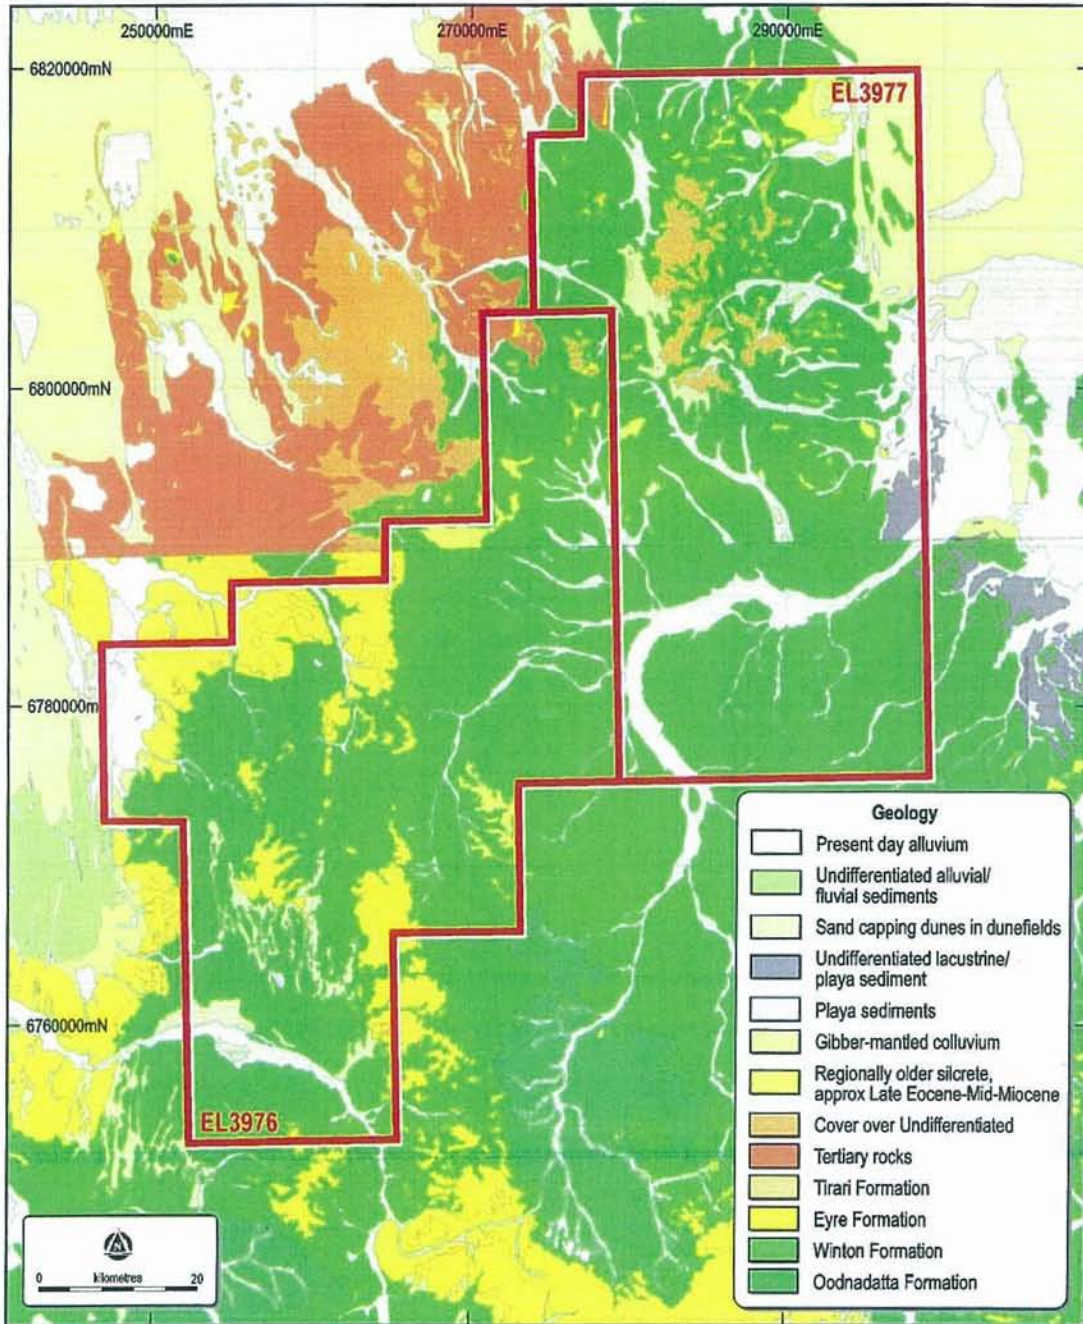 250000mE
270000mE
290000mE
6820000mN
EL3977
6800000mN
6780000m
Geology
Present day alluvium
Undifferentiated alluvial/
fluvial sediments
Sand capping dunes in dunefields
Undifferentiated lacustrine/
playa sediment
Playa sediments
Gibber-mantled colluvium
Regionally older silcrete,
approx Late Eocene-Mid-Miocene
Cover over Undifferentiated
Tertiary rocks
Tirari Formation
Eyre Formation
Winton Formation
Oodnadatta Formation
6760000mN
EL3976
N
0 kilometres 20